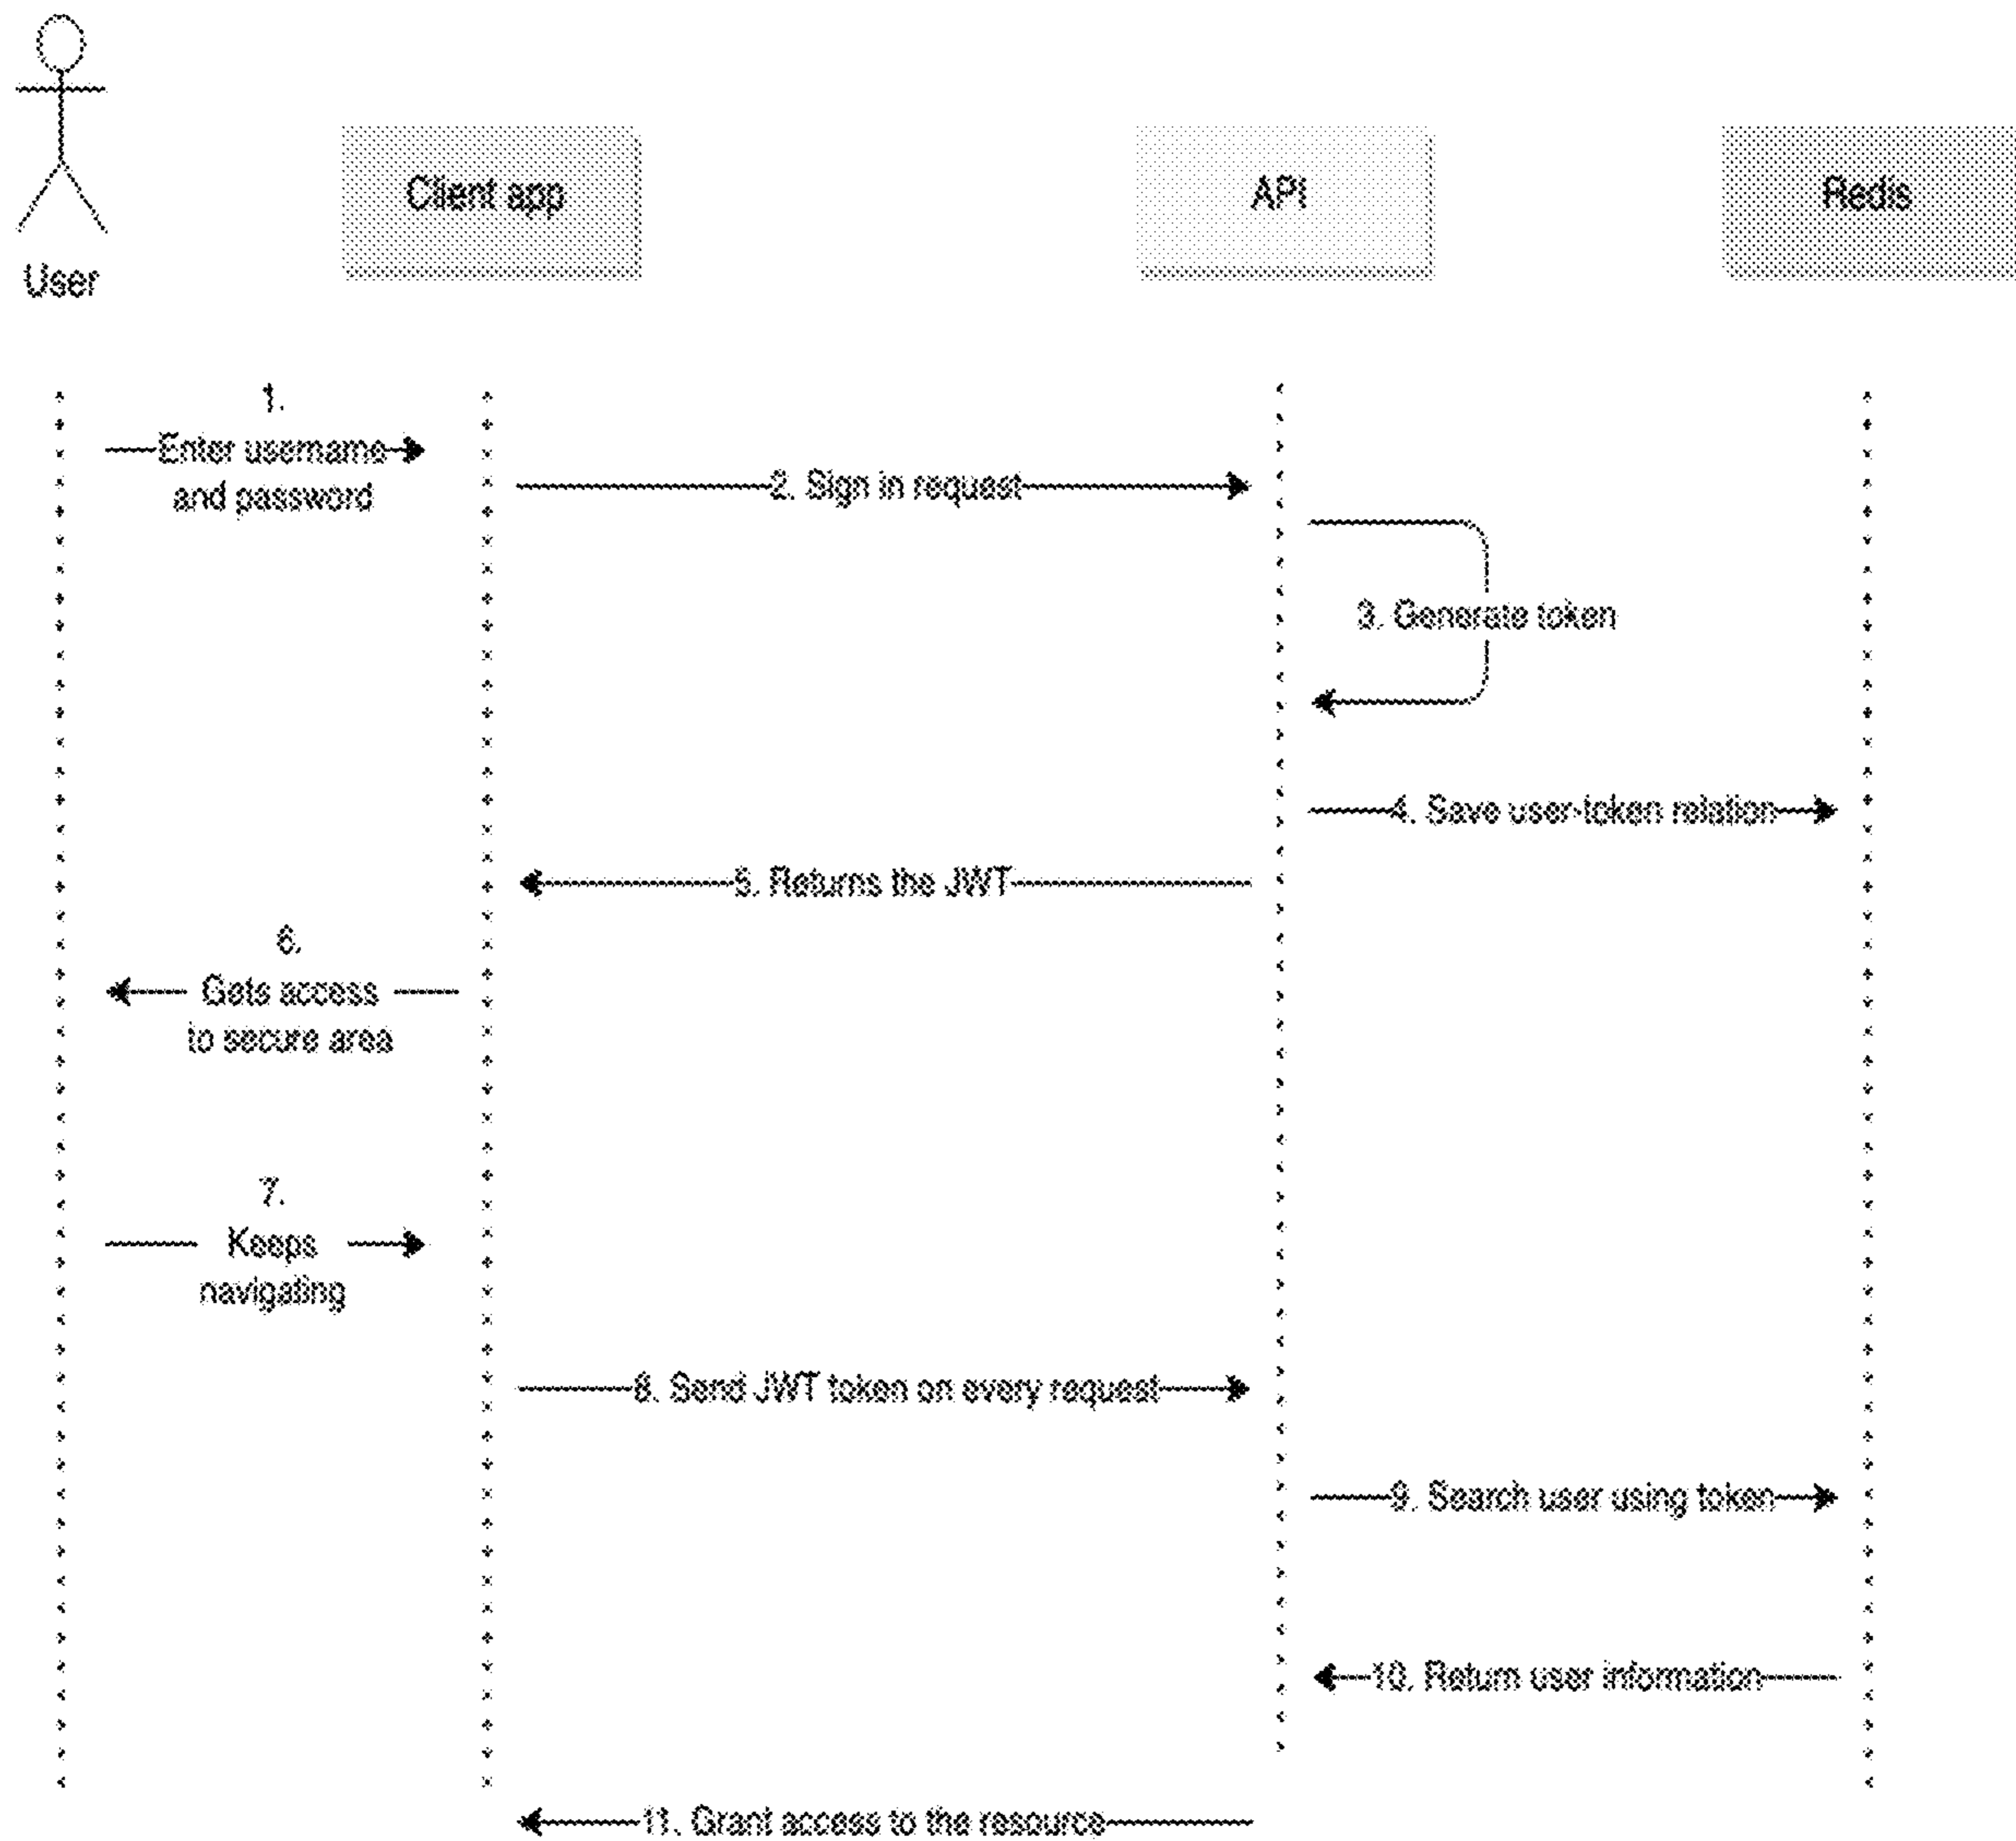 User
Client app
API
Redis
1.
Enter username
and password
2. Sign in request
3. Generate token
4. Save user-token relation
5. Returns the JWT
6.
Gets access
to secure area
7.
Keeps
navigating
8. Send JWT token on every request
9. Search user using token
10. Return user information
11. Grant access to the resource